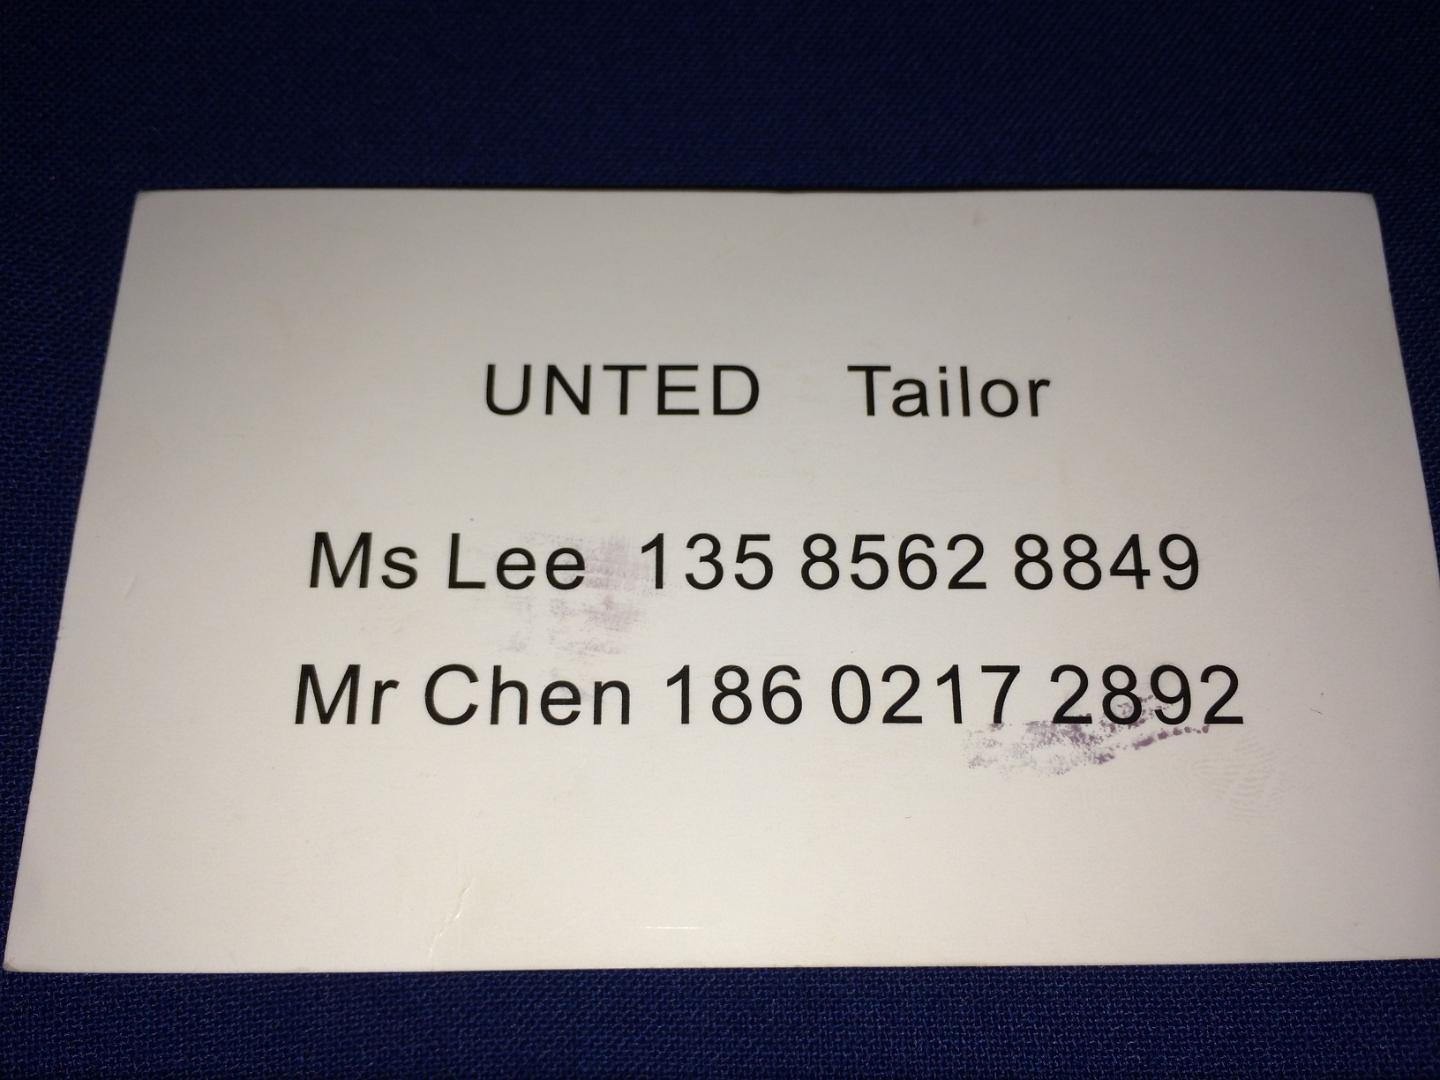 UNTED Tailor
Ms Lee 135 8562 8849
Mr Chen 186 0217 2892